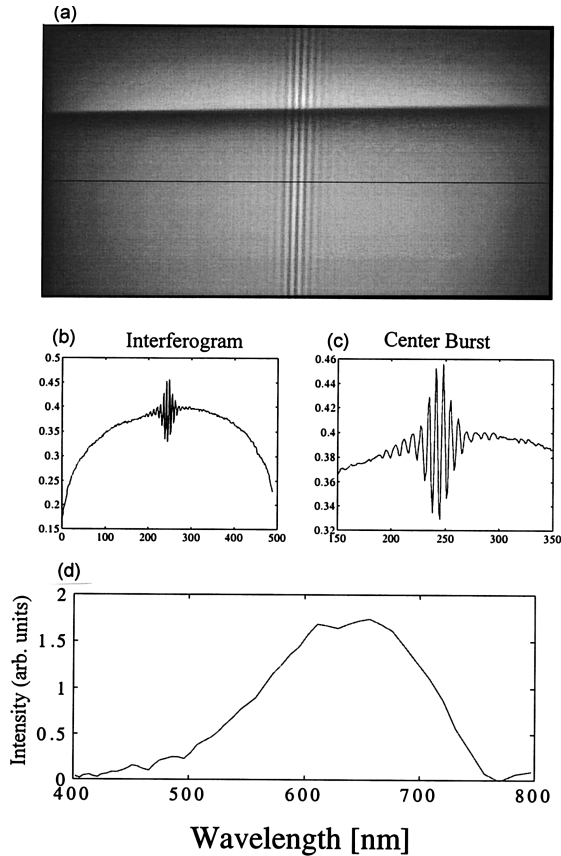 (a)
(b) Interferogram
0.5
0.45
0.4
0.35
0.3
0.25
0.2
0.15
0 100 200 300 400 500
(c) Center Burst
0.46
0.44
0.42
0.4
0.38
0.36
0.34
0.32
150 200 250 300 350
(d)
Intensity (arb. units)
2
1.5
1
0.5
0
400 500 600 700 800
Wavelength [nm]